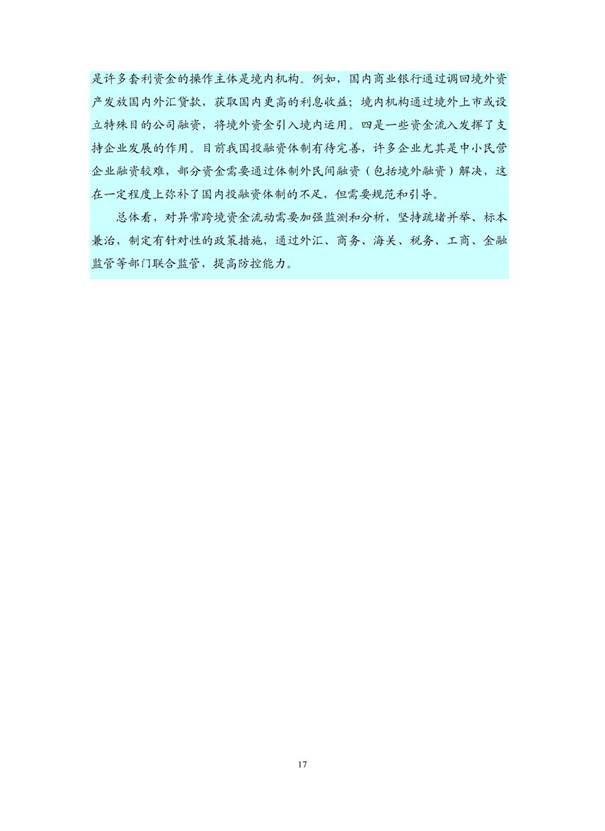 是许多套利资金的操作主体是境内机构。例如，国内商业银行通过调回境外资
产发放国内外汇贷款，获取国内更高的利息收益；境内机构通过境外上市或设
立特殊目的公司融资，将境外资金引入境内运用。四是一些资金流入发挥了支
持企业发展的作用。目前我国投融资体制有待完善，许多企业尤其是中小民营
企业融资较难，部分资金需要通过体制外民间融资（包括境外融资）解决，这
在一定程度上弥补了国内投融资体制的不足，但需要规范和引导。
总体看，对异常跨境资金流动需要加强监测和分析，坚持疏堵并举、标本
兼治，制定有针对性的政策措施，通过外汇、商务、海关、税务、工商、金融
监管等部门联合监管，提高防控能力。
17